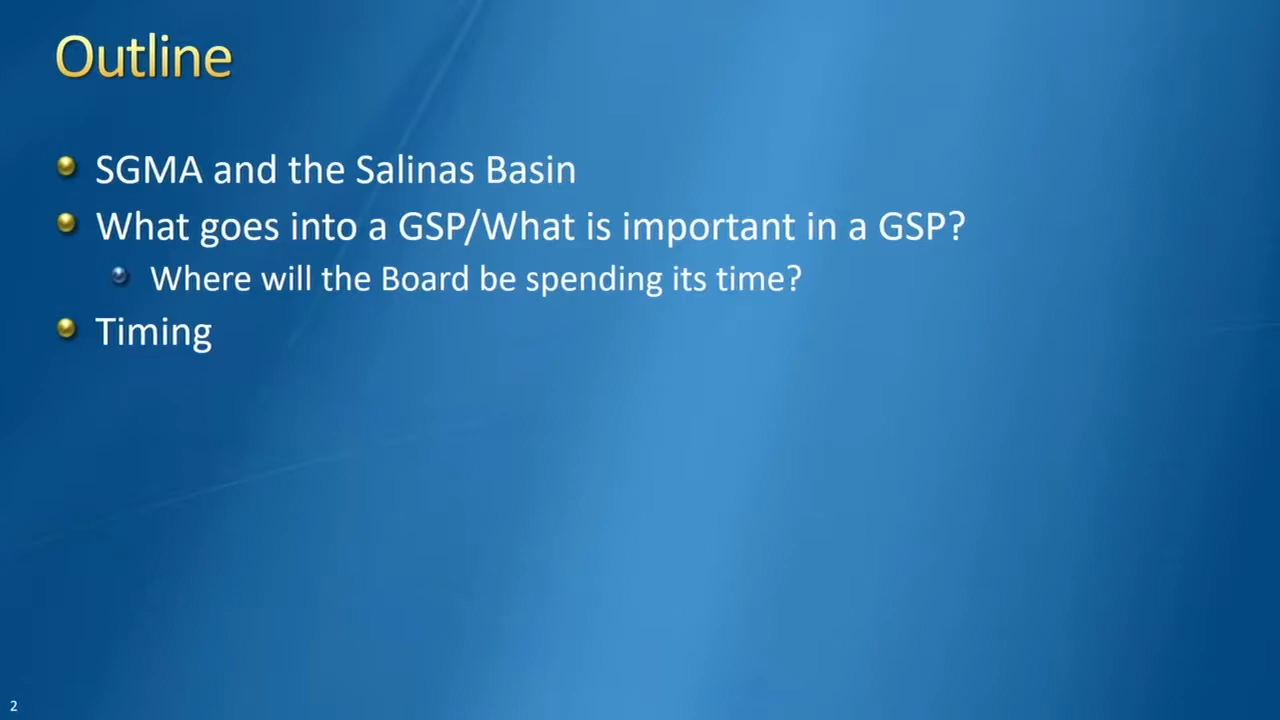 Outline
SGMA and the Salinas Basin
What goes into a GSP/What is important in a GSP?
Where will the Board be spending its time?
Timing
2